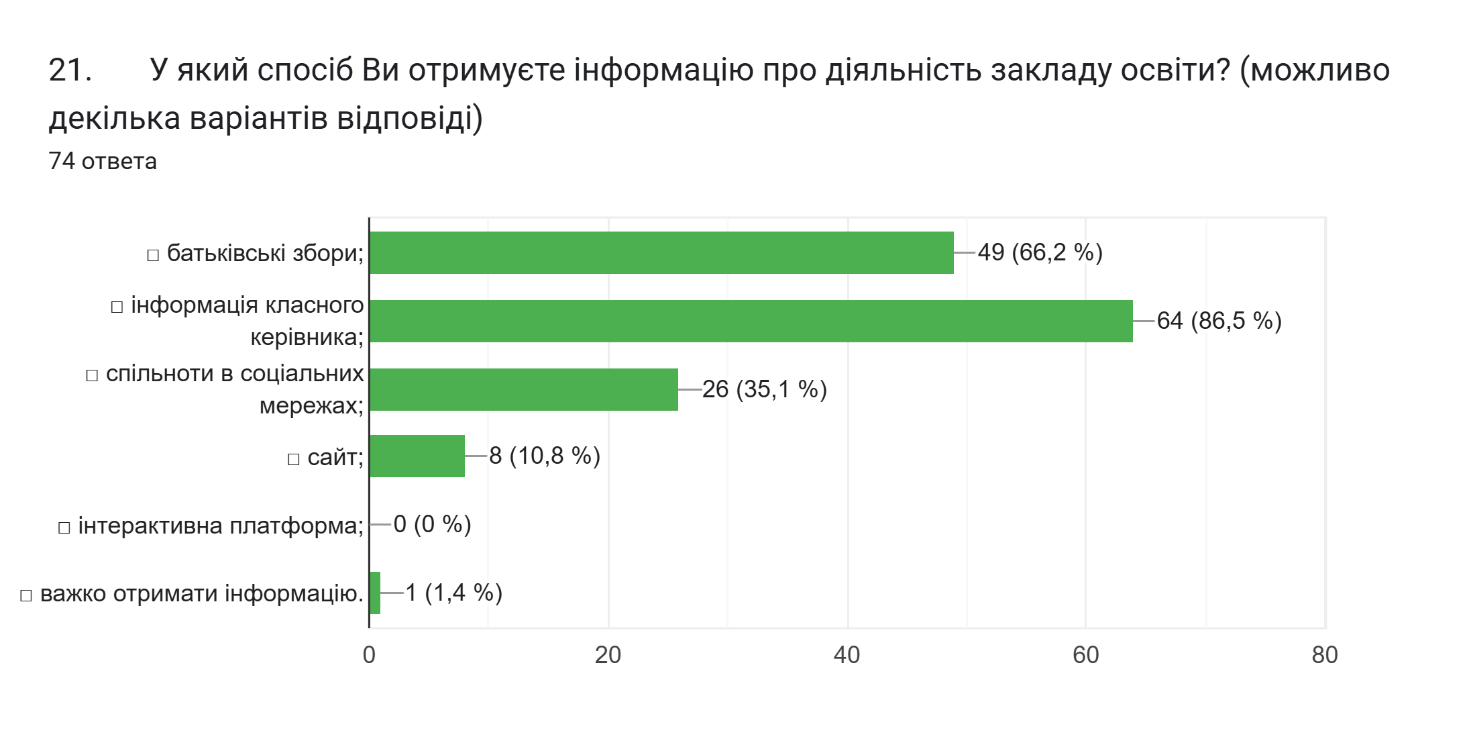 21. У який спосіб Ви отримуєте інформацію про діяльність закладу освіти? (можливо
декілька варіантів відповіді)
74 ответа
□ батьківські збори;
49 (66,2 %)
□ інформація класного
керівника;
64 (86,5 %)
□ спільноти в соціальних
мережах;
26 (35,1 %)
□ сайт;
8 (10,8 %)
□ інтерактивна платформа;
0 (0 %)
□ важко отримати інформацію.
1 (1,4 %)
0 20 40 60 80